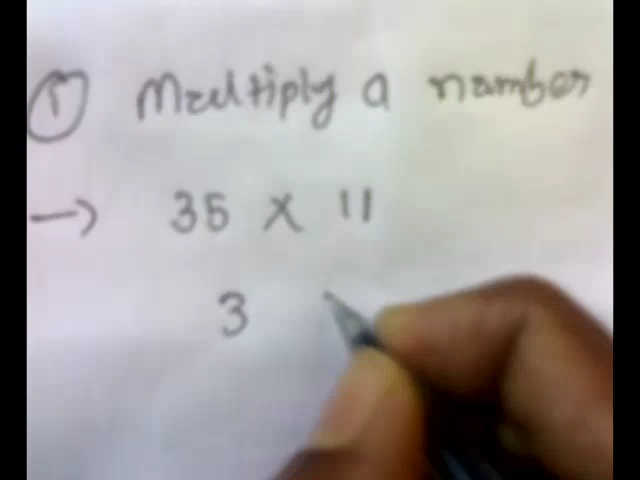 ① Multiply a number
→ 35 x 11
3